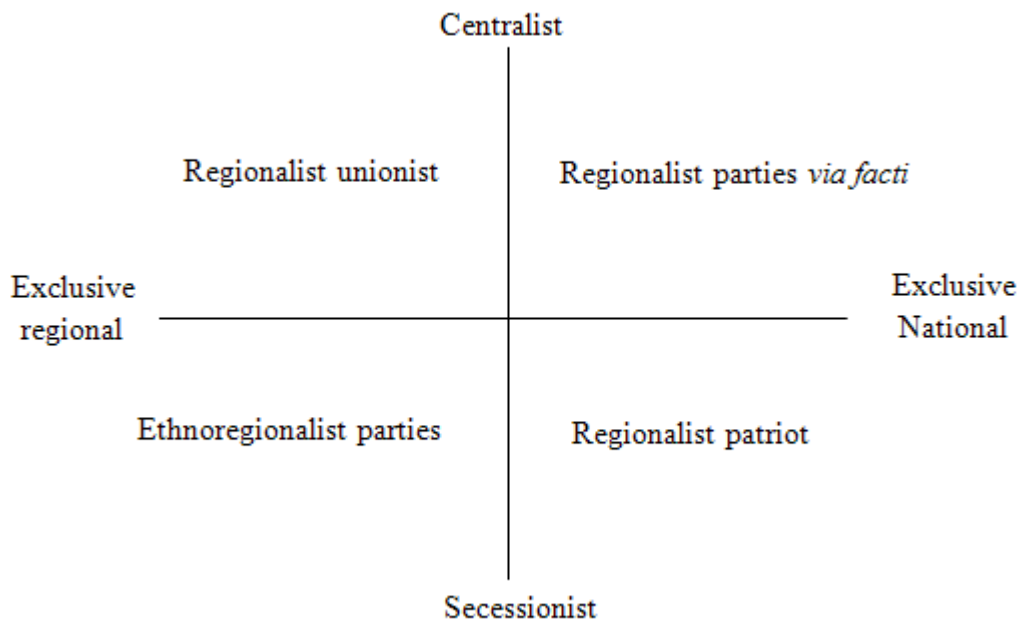 Centralist
Regionalist unionist
Regionalist parties via facti
Exclusive
regional
Exclusive
National
Ethnoregionalist parties
Regionalist patriot
Secessionist